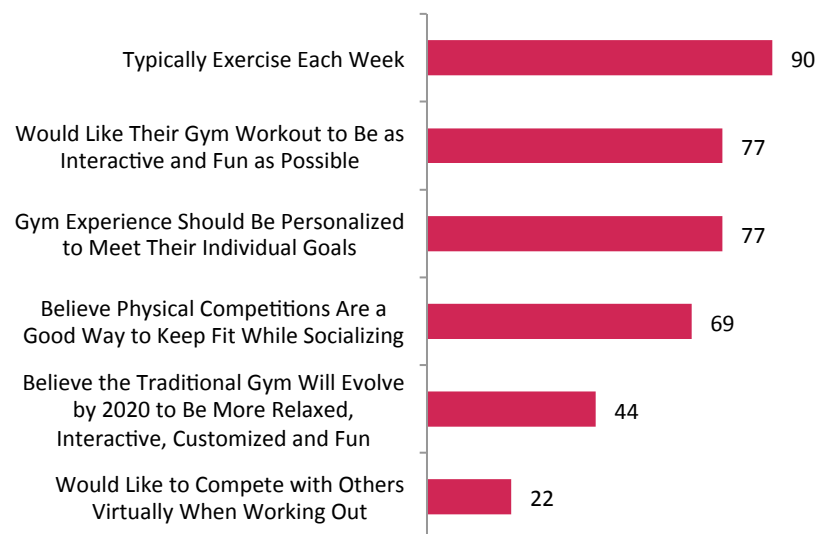 Typically Exercise Each Week
90
Would Like Their Gym Workout to Be as
Interactive and Fun as Possible
77
Gym Experience Should Be Personalized
to Meet Their Individual Goals
77
Believe Physical Competitions Are a
Good Way to Keep Fit While Socializing
69
Believe the Traditional Gym Will Evolve
by 2020 to Be More Relaxed,
Interactive, Customized and Fun
44
Would Like to Compete with Others
Virtually When Working Out
22